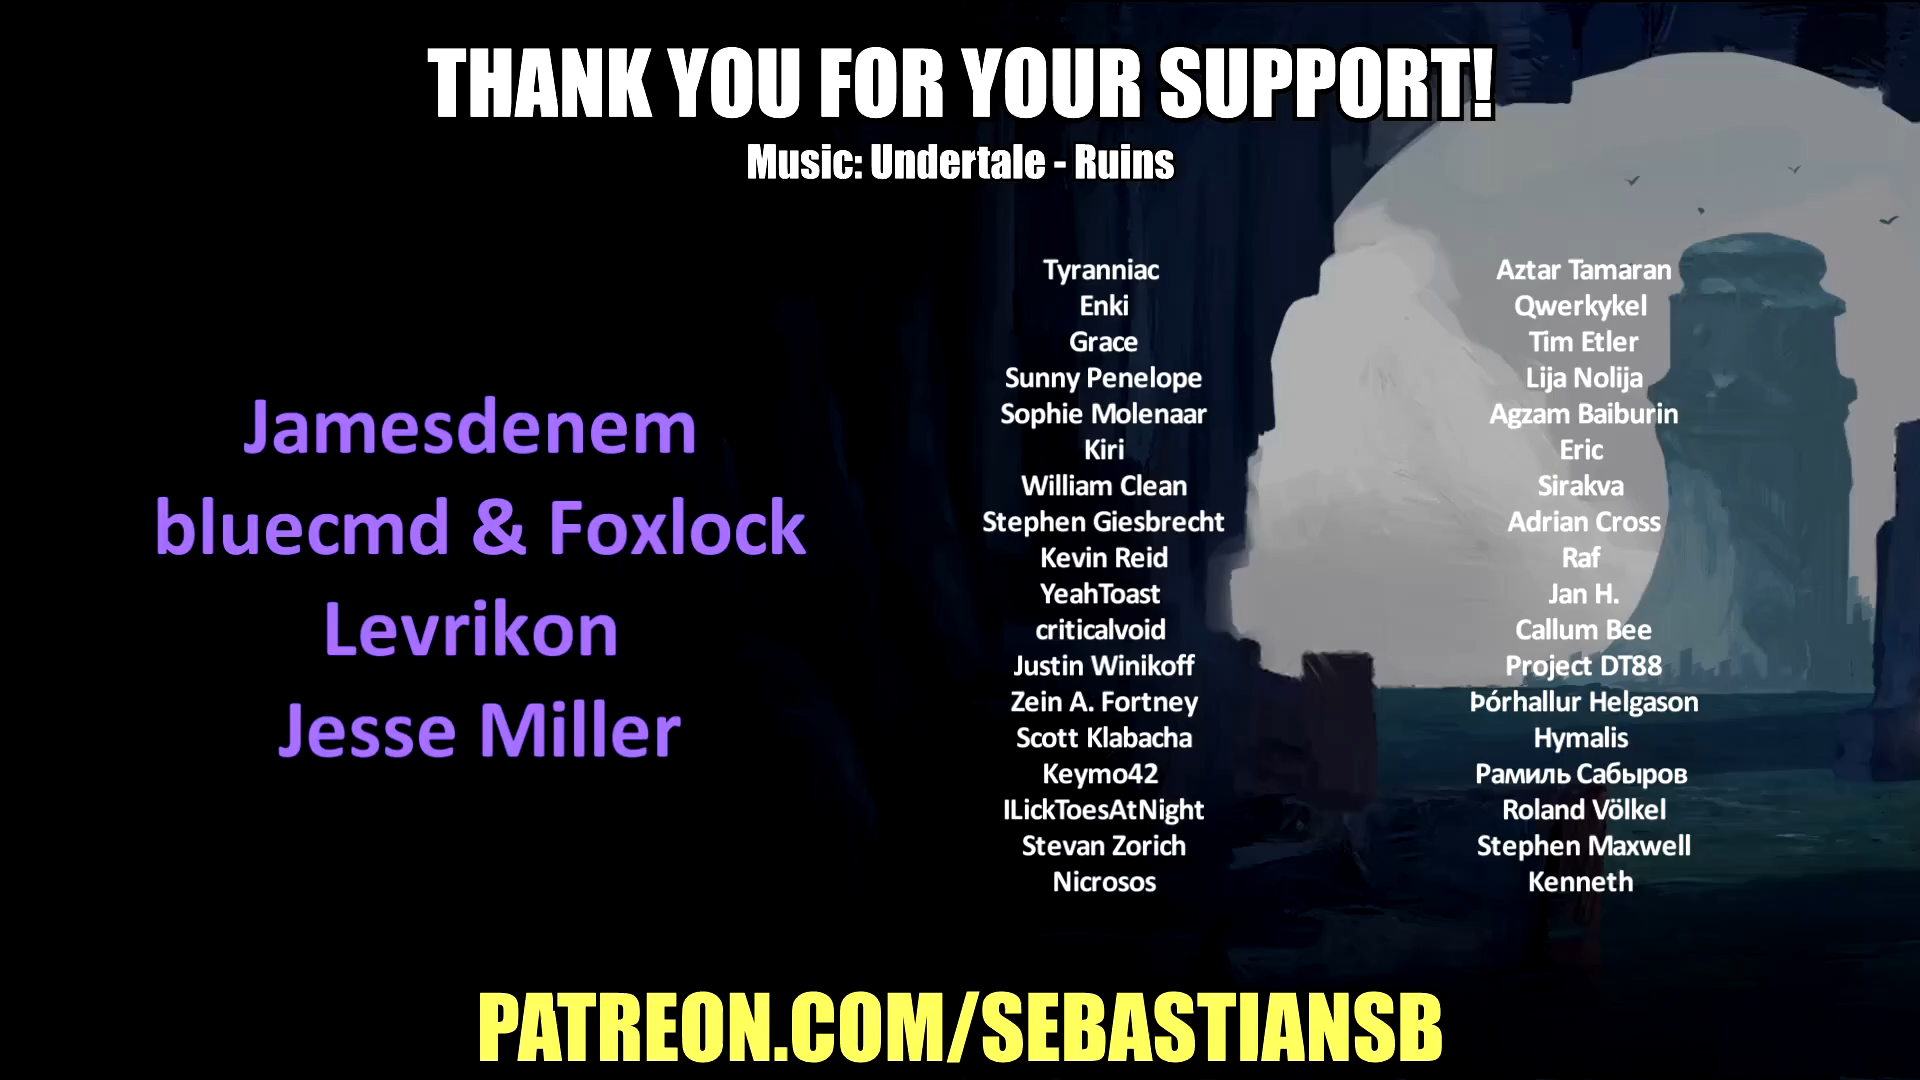 THANK YOU FOR YOUR SUPPORT!
Music: Undertale - Ruins
Jamesdenem
bluecmd & Foxlock
Levrikon
Jesse Miller
Tyranniac
Enki
Grace
Sunny Penelope
Sophie Molenaar
Kiri
William Clean
Stephen Giesbrecht
Kevin Reid
YeahToast
criticalvoid
Justin Winikoff
Zein A. Fortney
Scott Klabacha
Keymo42
ILickToesAtNight
Stevan Zorich
Nicrosos
Aztar Tamaran
Qwerkykel
Tim Etler
Lija Nolija
Agzam Baiburin
Eric
Sirakva
Adrian Cross
Raf
Jan H.
Callum Bee
Project DT88
Þórhallur Helgason
Hymalis
Рамиль Сабыров
Roland Völkel
Stephen Maxwell
Kenneth
PATREON.COM/SEBASTIANSB